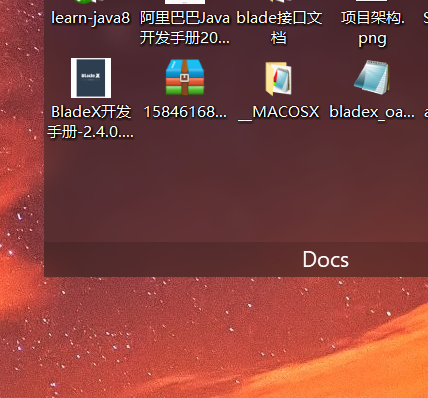 learn-java8
阿里巴巴Java
开发手册20...
blade接口文
档
项目架构.
png
S
Blade X
BladeX开发
手册-2.4.0....
15846168...
__MACOSX
bladex_oa...
a
Docs